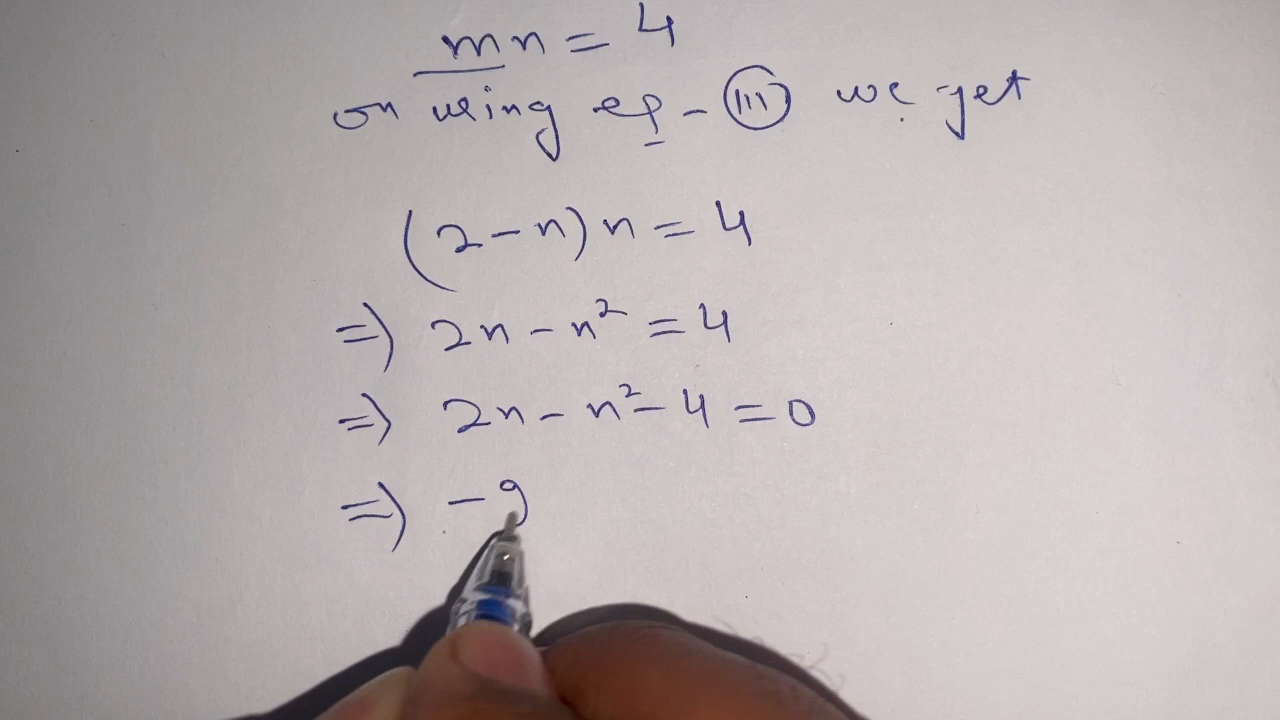 mn = 4
on using eq - (III) we get
(2-n)n = 4
=) 2n - n² = 4
=) 2n - n² - 4 = 0
=) -